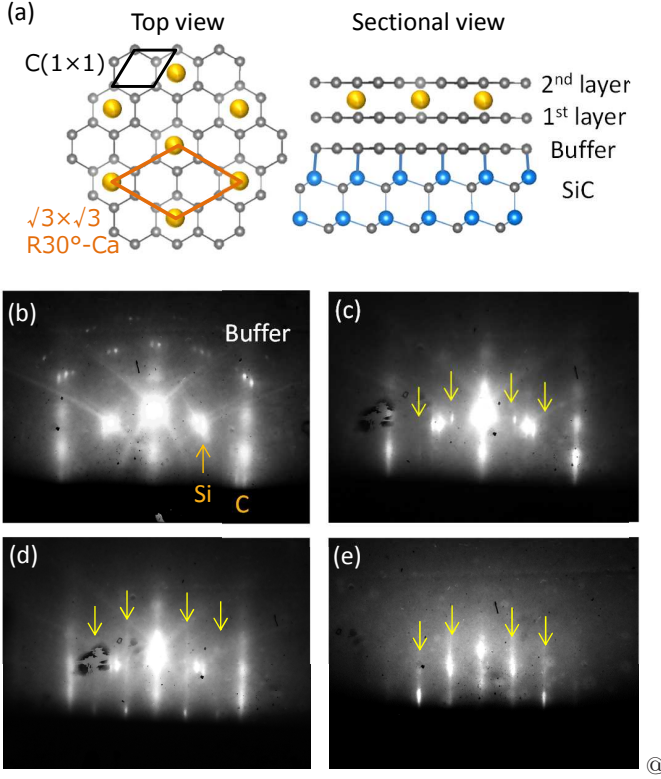 (a)
Top view
Sectional view
C(1×1)
2nd layer
1st layer
Buffer
SiC
√3×√3
R30°-Ca
(b)
Buffer
Si
C
(c)
(d)
(e)
@